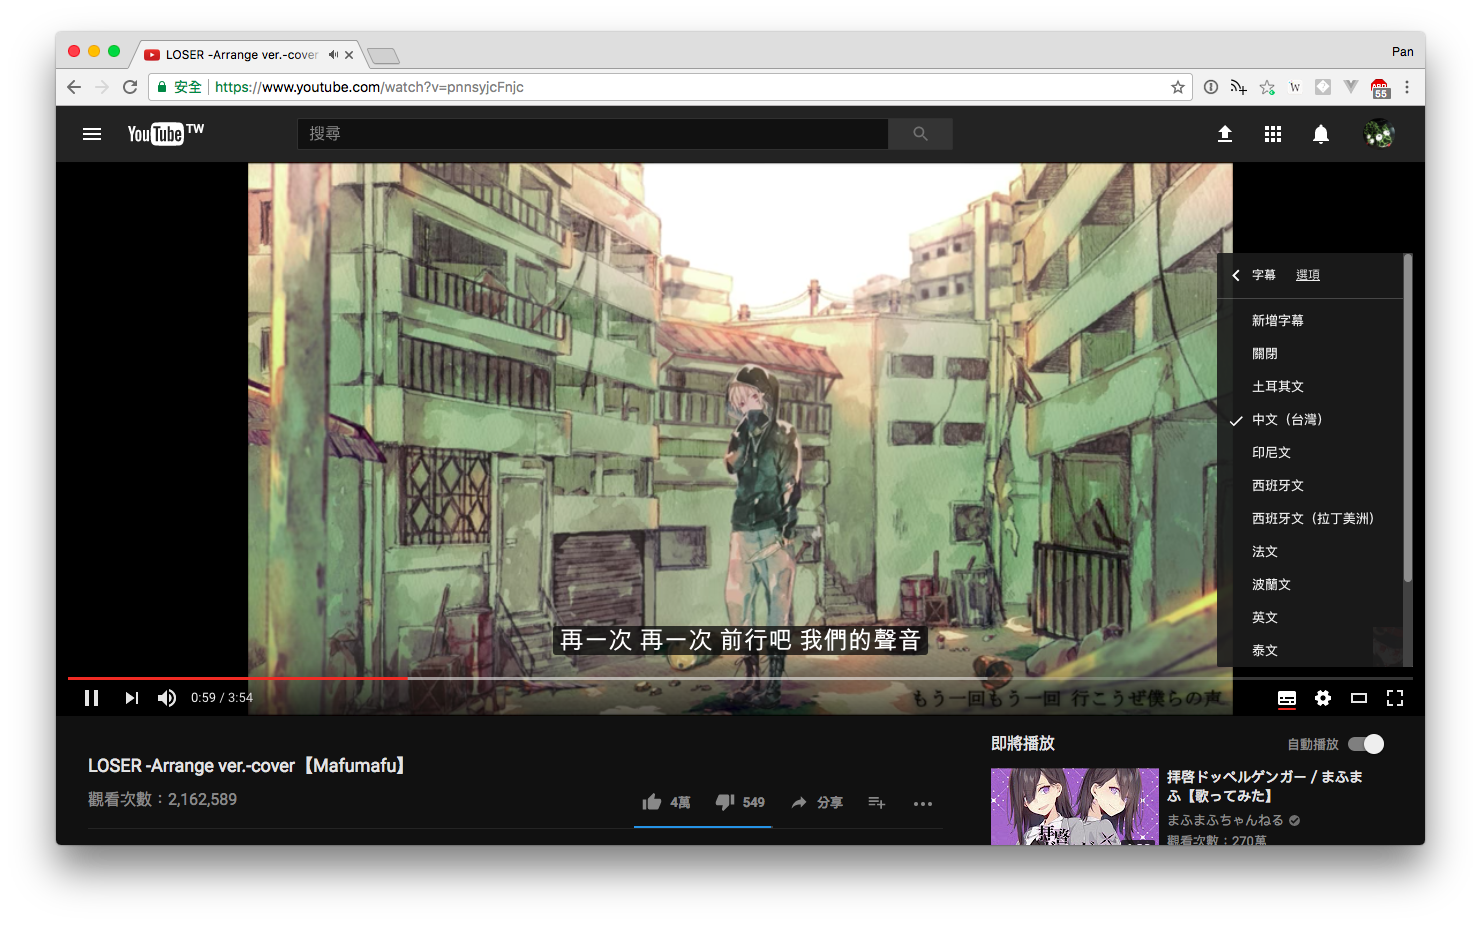 LOSER -Arrange ver.-cover
Pan
安全 https://www.youtube.com/watch?v=pnnsyjcFnjc
W
55
YouTube TW
搜尋
字幕 選項
新增字幕
關閉
土耳其文
中文（台灣）
印尼文
西班牙文
西班牙文（拉丁美洲）
法文
波蘭文
英文
泰文
再一次 再一次 前行吧 我們的聲音
もう一回もう一回 行こうぜ僕らの声
0:59 / 3:54
LOSER -Arrange ver.-cover【Mafumafu】
觀看次數：2,162,589
4萬 549 分享
即將播放 自動播放
拝啓ドッペルゲンガー / まふま
ふ【歌ってみた】
まふまふちゃんねる
觀看次數：270萬